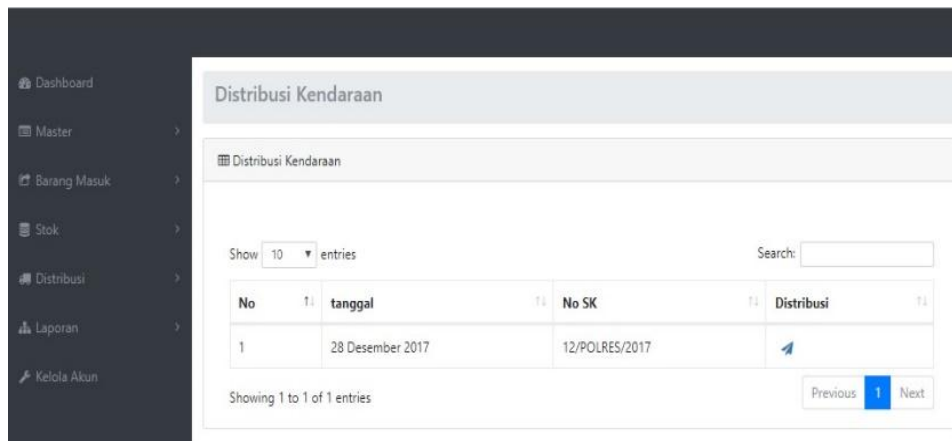 Dashboard
Master
Barang Masuk
Stok
Distribusi
Laporan
Kelola Akun
Distribusi Kendaraan
Distribusi Kendaraan
Show 10 entries Search:
No tanggal No SK Distribusi
1 28 Desember 2017 12/POLRES/2017
Showing 1 to 1 of 1 entries Previous 1 Next